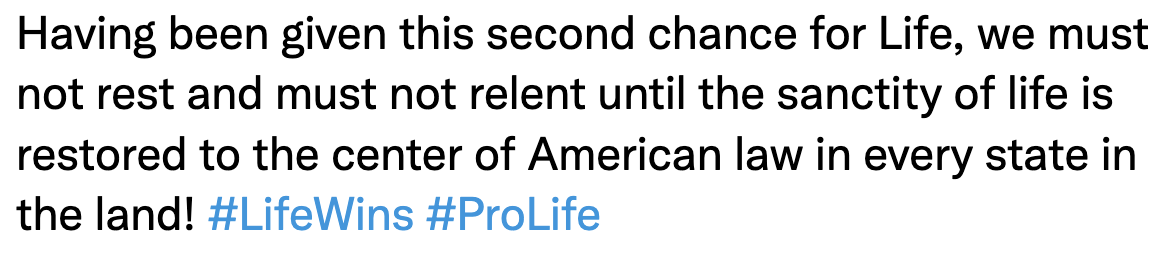 Having been given this second chance for Life, we must
not rest and must not relent until the sanctity of life is
restored to the center of American law in every state in
the land! #LifeWins #ProLife